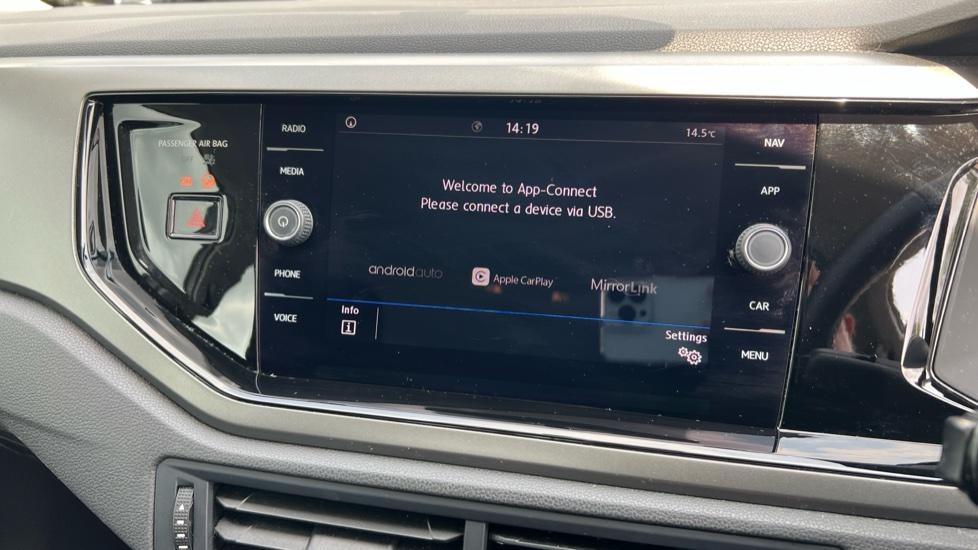 PASSENGER AIR BAG
OFF
RADIO
MEDIA
PHONE
VOICE
14:19
14.5°C
Welcome to App-Connect
Please connect a device via USB.
androidauto
Apple CarPlay
MirrorLink
Info
i
Settings
NAV
APP
CAR
MENU